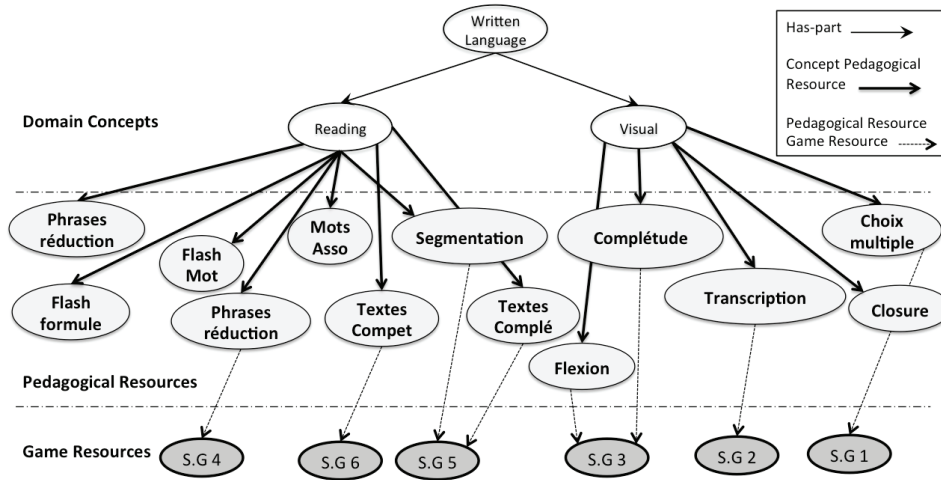 Written
Language
Has-part
Concept Pedagogical
Resource
Pedagogical Resource
Game Resource
Domain Concepts
Reading
Visual
Phrases
réduction
Flash
Mot
Mots
Asso
Segmentation
Complétude
Choix
multiple
Flash
formule
Phrases
réduction
Textes
Compet
Textes
Complé
Transcription
Closure
Flexion
Pedagogical Resources
Game Resources
S.G 4
S.G 6
S.G 5
S.G 3
S.G 2
S.G 1